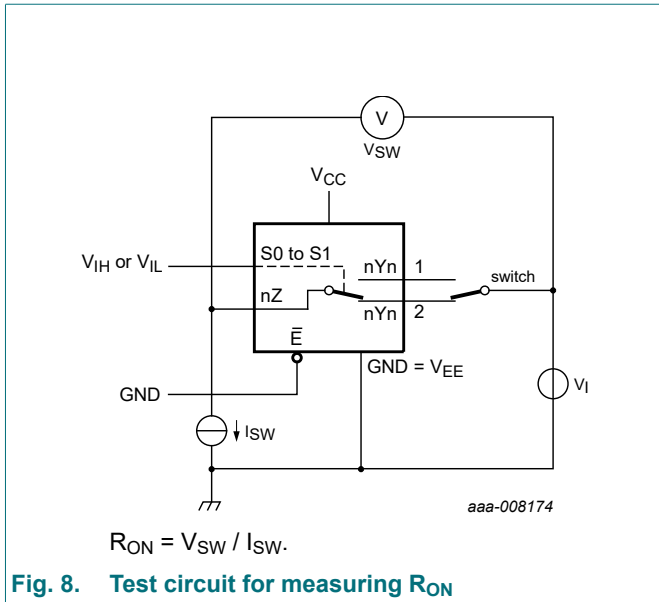 V
VSW
VCC
VIH or VIL
S0 to S1
nYn 1
switch
nZ
nYn 2
E̅
GND = VEE
VI
GND
ISW
aaa-008174
RON = VSW / ISW.
Fig. 8. Test circuit for measuring RON